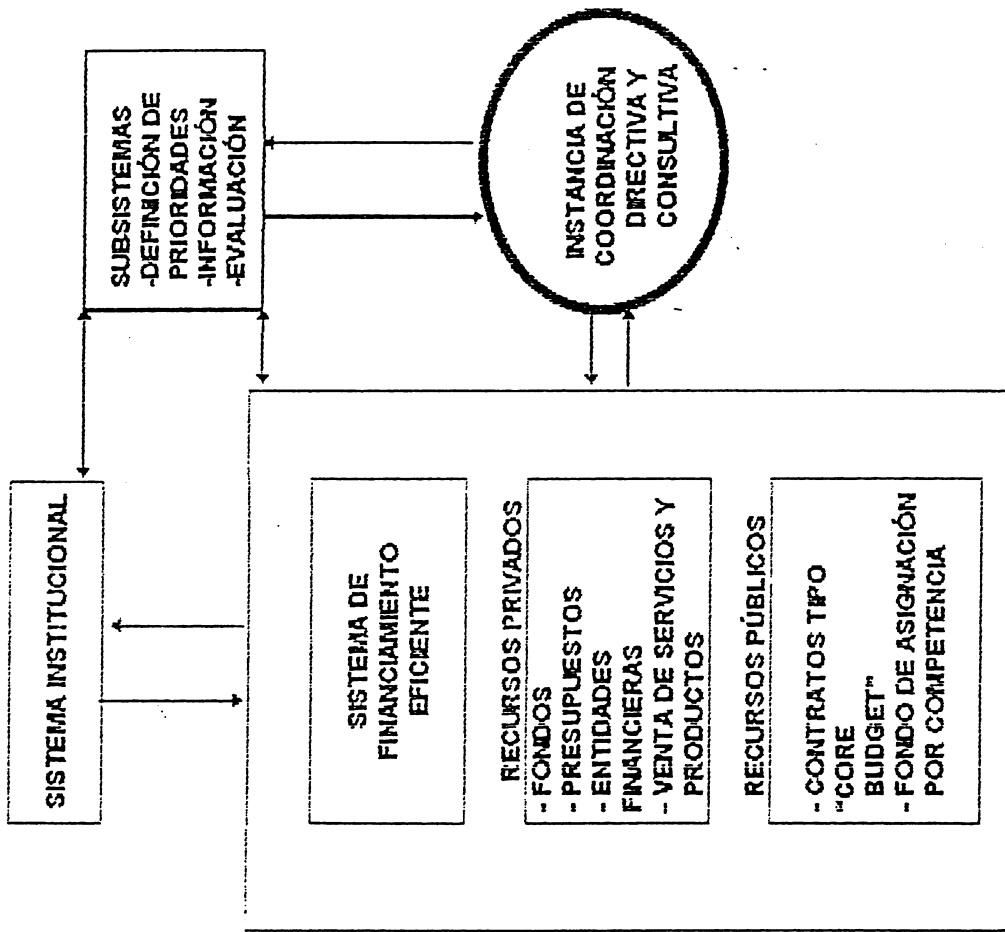 SISTEMA INSTITUCIONAL
SUBSISTEMAS
-DEFINICIÓN DE
PRIORIDADES
-INFORMACIÓN
-EVALUACIÓN
SISTEMA DE
FINANCIAMIENTO
EFICIENTE
RECURSOS PRIVADOS
- FONDOS
- PRESUPUESTOS
- ENTIDADES
FINANCIERAS
- VENTA DE SERVICIOS Y
PRODUCTOS
RECURSOS PÚBLICOS
- CONTRATOS TIPO
"CORE
BUDGET"
- FONDO DE ASIGNACIÓN
POR COMPETENCIA
INSTANCIA DE
COORDINACIÓN
DIRECTIVA Y
CONSULTIVA